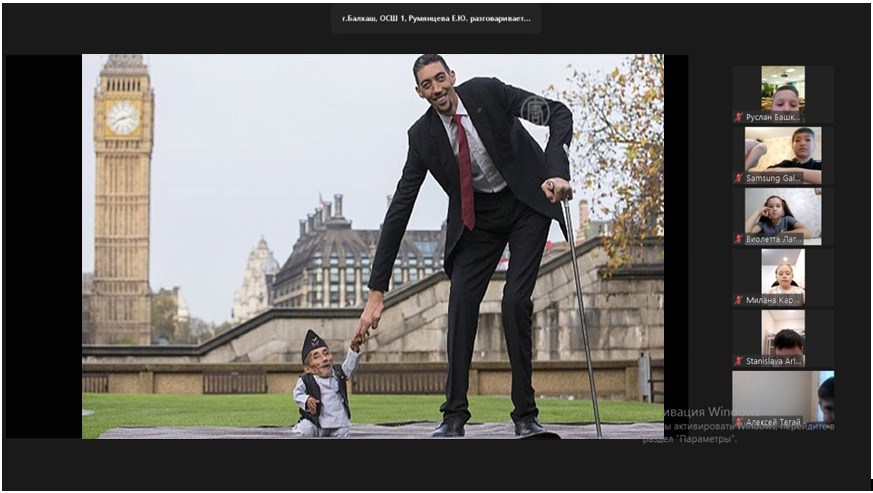 г.Балхаш, ОСШ 1, Румянцева Е.Ю. разговаривает...
Руслан Башк...
Samsung Gal...
Виолетта Лат...
Милана Кар...
Stanislava Arl...
Алексей Тегай
ивация Window
ы активировать Windows, перейдите в
раздел "Параметры".